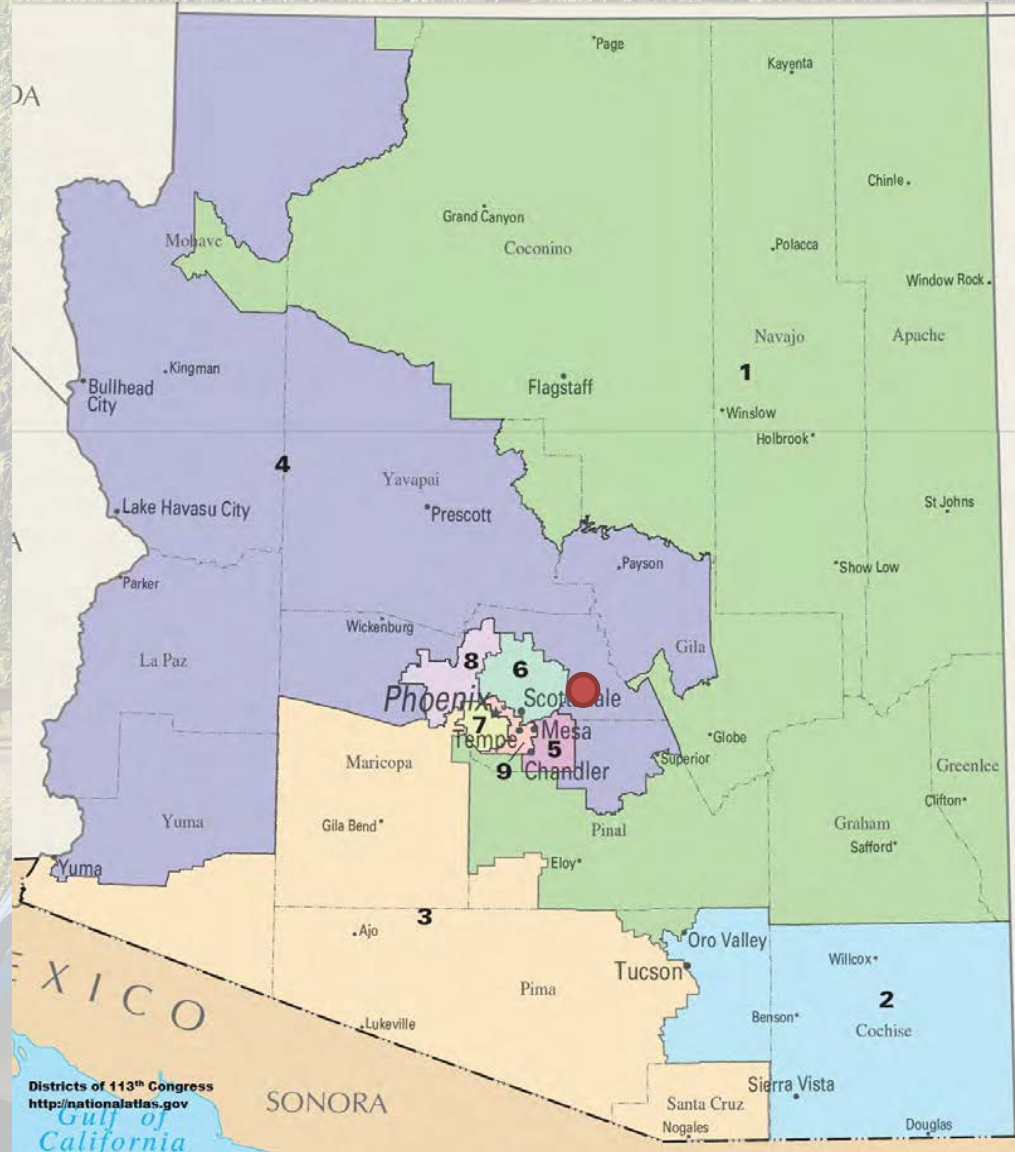 Page
Kayenta
DA
Chinle
Grand Canyon
Mohave
Coconino
Polacca
Window Rock
Navajo
Apache
Kingman
1
Bullhead
City
Flagstaff
Winslow
Holbrook
4
Yavapai
Lake Havasu City
Prescott
St Johns
A
Payson
Show Low
Parker
Wickenburg
La Paz
8
6
Gila
Phoenix
Scottsdale
7
Tempe
Mesa
5
Globe
Maricopa
9
Chandler
Superior
Greenlee
Clifton
Yuma
Gila Bend
Pinal
Graham
Safford
Yuma
Eloy
3
Ajo
Oro Valley
Willcox
Tucson
EXICO
Pima
2
Benson
Cochise
Lukeville
Districts of 113th Congress
http://nationalatlas.gov
Gulf of
California
SONORA
Sierra Vista
Santa Cruz
Nogales
Douglas